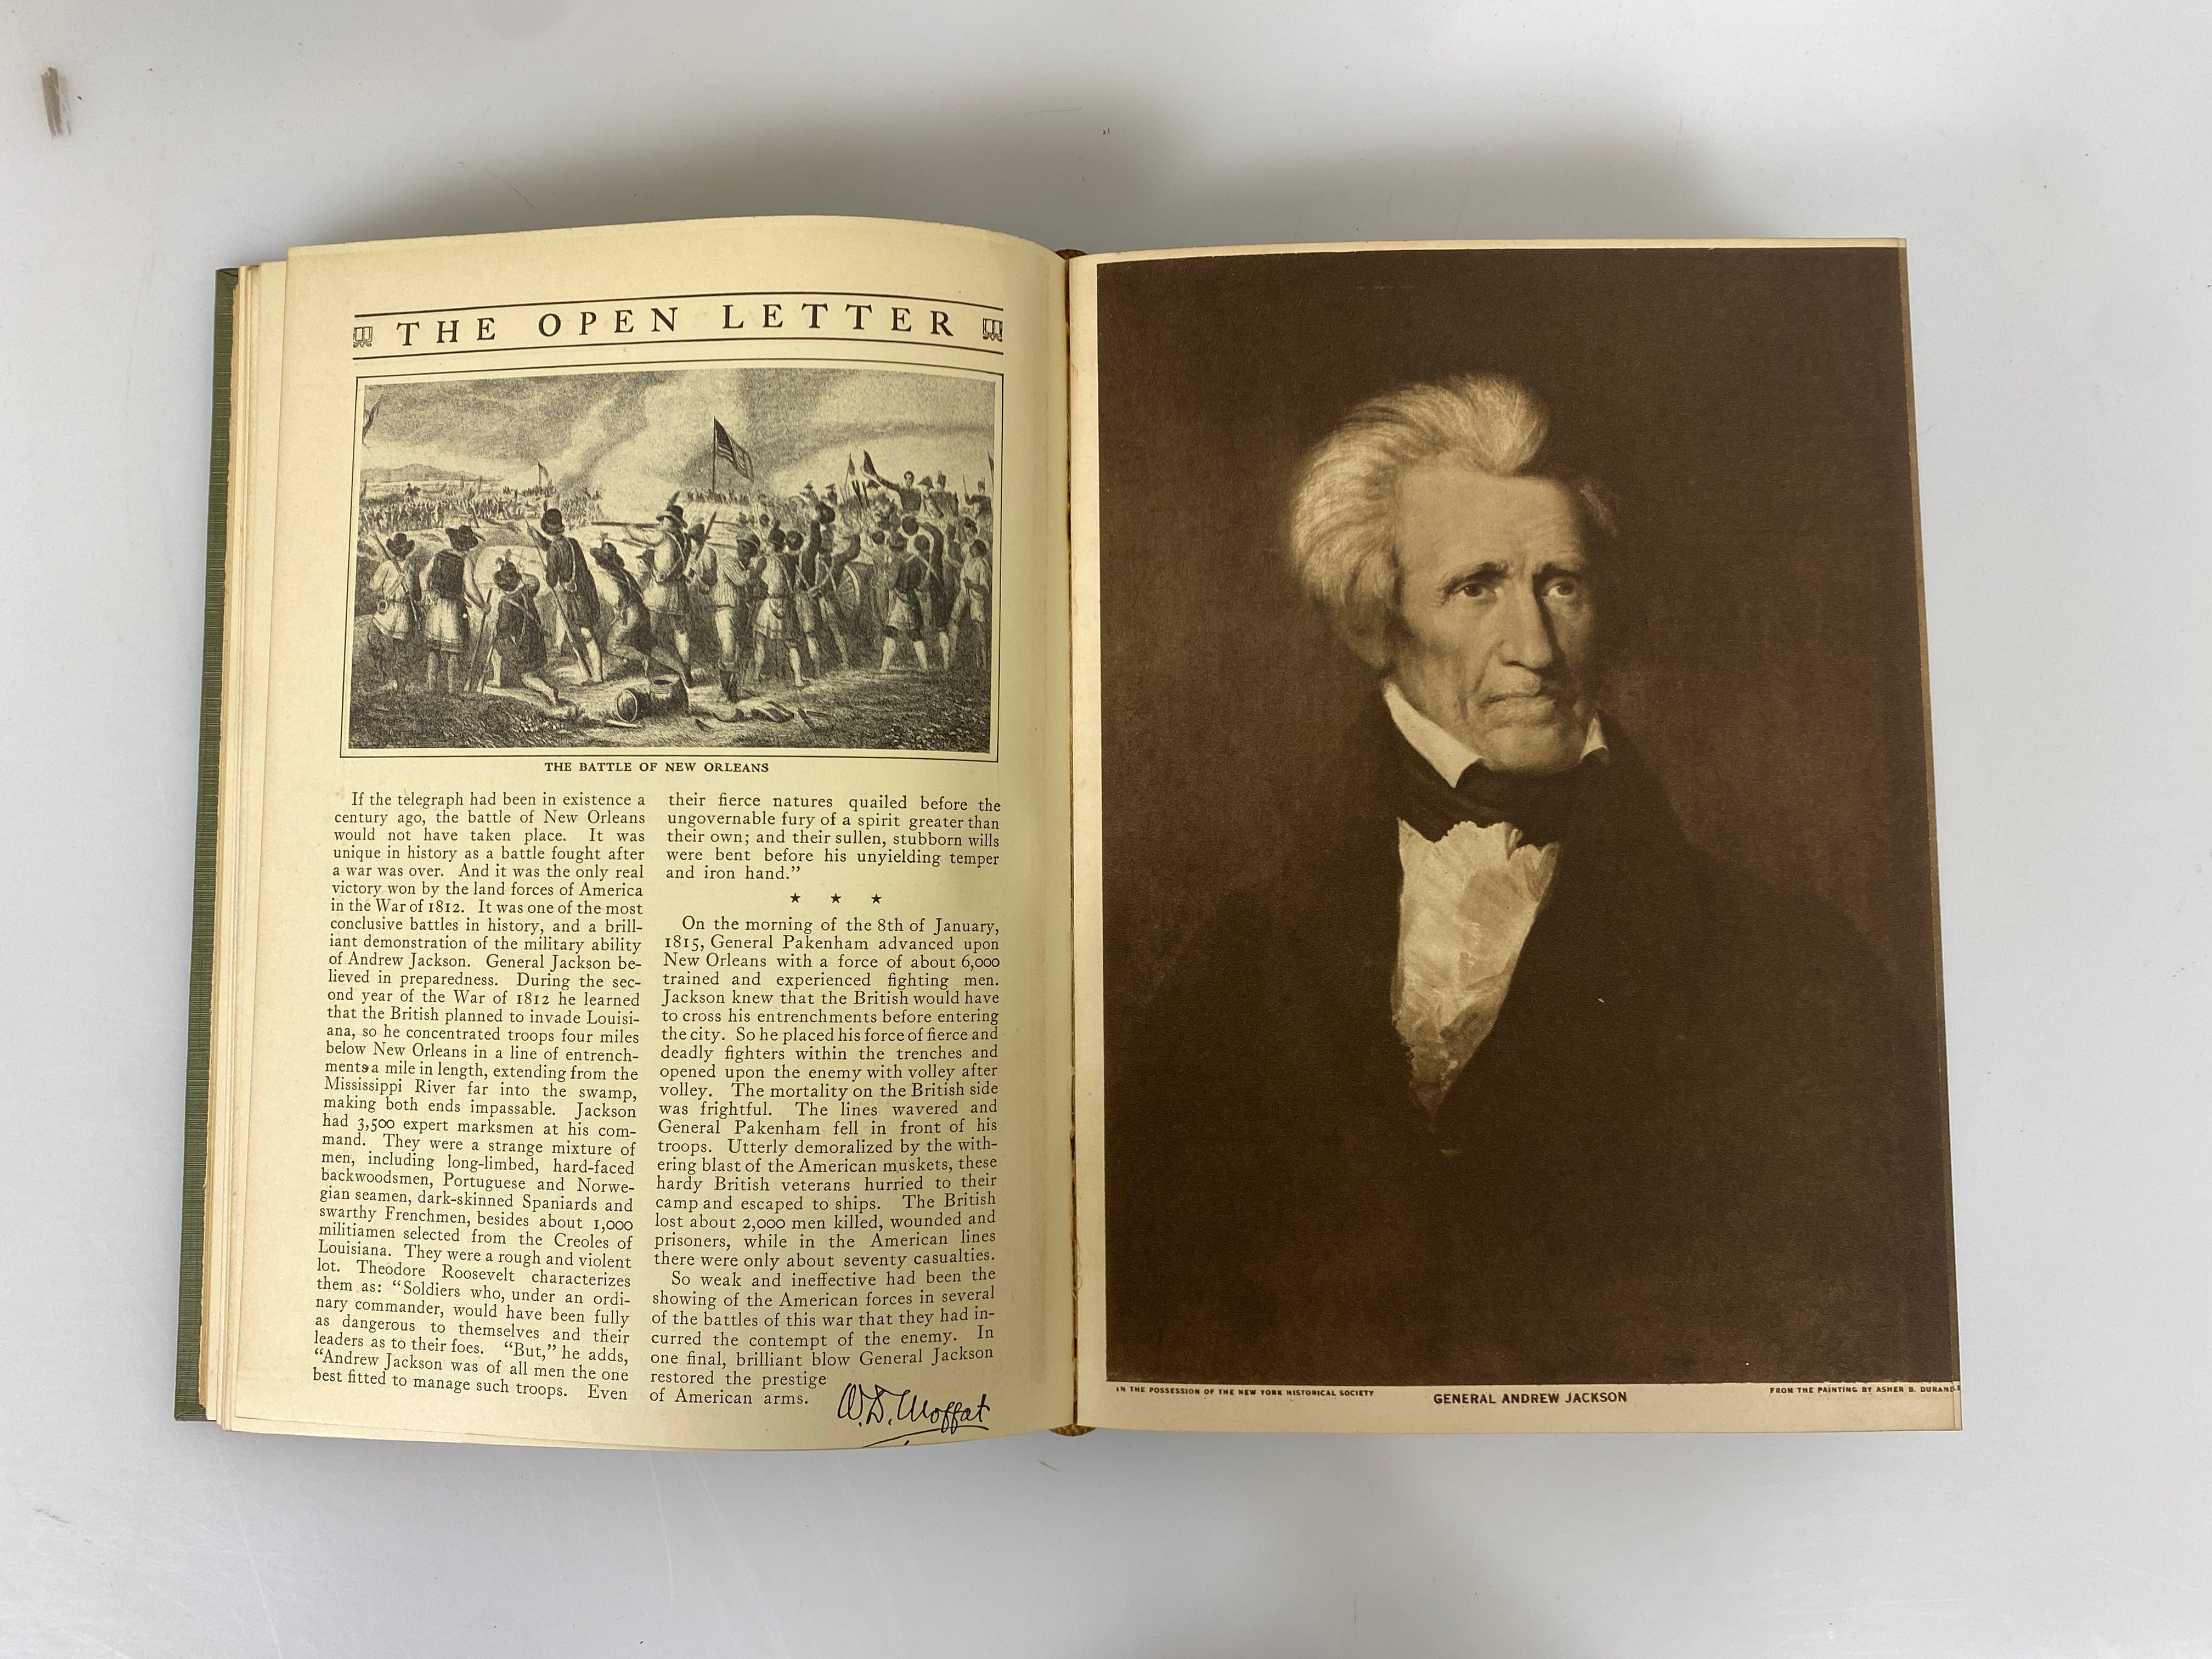 THE OPEN LETTER
THE BATTLE OF NEW ORLEANS
If the telegraph had been in existence a
century ago, the battle of New Orleans
would not have taken place. It was
unique in history as a battle fought after
a war was over. And it was the only real
victory won by the land forces of America
in the War of 1812. It was one of the most
conclusive battles in history, and a brill-
iant demonstration of the military ability
of Andrew Jackson. General Jackson be-
lieved in preparedness. During the sec-
ond year of the War of 1812 he learned
that the British planned to invade Louisi-
ana, so he concentrated troops four miles
below New Orleans in a line of entrench-
ments a mile in length, extending from the
Mississippi River far into the swamp,
making both ends impassable. Jackson
had 3,500 expert marksmen at his com-
mand. They were a strange mixture of
men, including long-limbed, hard-faced
backwoodsmen, Portuguese and Norwe-
gian seamen, dark-skinned Spaniards and
swarthy Frenchmen, besides about 1,000
militiamen selected from the Creoles of
Louisiana. They were a rough and violent
lot. Theodore Roosevelt characterizes
them as: "Soldiers who, under an ordi-
nary commander, would have been fully
as dangerous to themselves and their
leaders as to their foes. "But," he adds,
"Andrew Jackson was of all men the one
best fitted to manage such troops. Even
their fierce natures quailed before the
ungovernable fury of a spirit greater than
their own; and their sullen, stubborn wills
were bent before his unyielding temper
and iron hand."
★ ★ ★
On the morning of the 8th of January,
1815, General Pakenham advanced upon
New Orleans with a force of about 6,000
trained and experienced fighting men.
Jackson knew that the British would have
to cross his entrenchments before entering
the city. So he placed his force of fierce and
deadly fighters within the trenches and
opened upon the enemy with volley after
volley. The mortality on the British side
was frightful. The lines wavered and
General Pakenham fell in front of his
troops. Utterly demoralized by the with-
ering blast of the American muskets, these
hardy British veterans hurried to their
camp and escaped to ships. The British
lost about 2,000 men killed, wounded and
prisoners, while in the American lines
there were only about seventy casualties.
So weak and ineffective had been the
showing of the American forces in several
of the battles of this war that they had in-
curred the contempt of the enemy. In
one final, brilliant blow General Jackson
restored the prestige
of American arms.
W. D. Moffat
IN THE POSSESSION OF THE NEW YORK HISTORICAL SOCIETY
GENERAL ANDREW JACKSON
FROM THE PAINTING BY ASHER B. DURAND